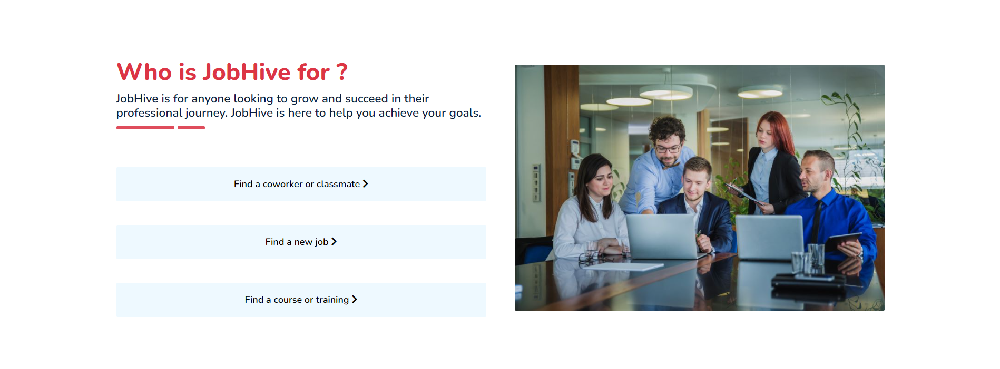 Who is JobHive for ?
JobHive is for anyone looking to grow and succeed in their
professional journey. JobHive is here to help you achieve your goals.
Find a coworker or classmate
Find a new job
Find a course or training